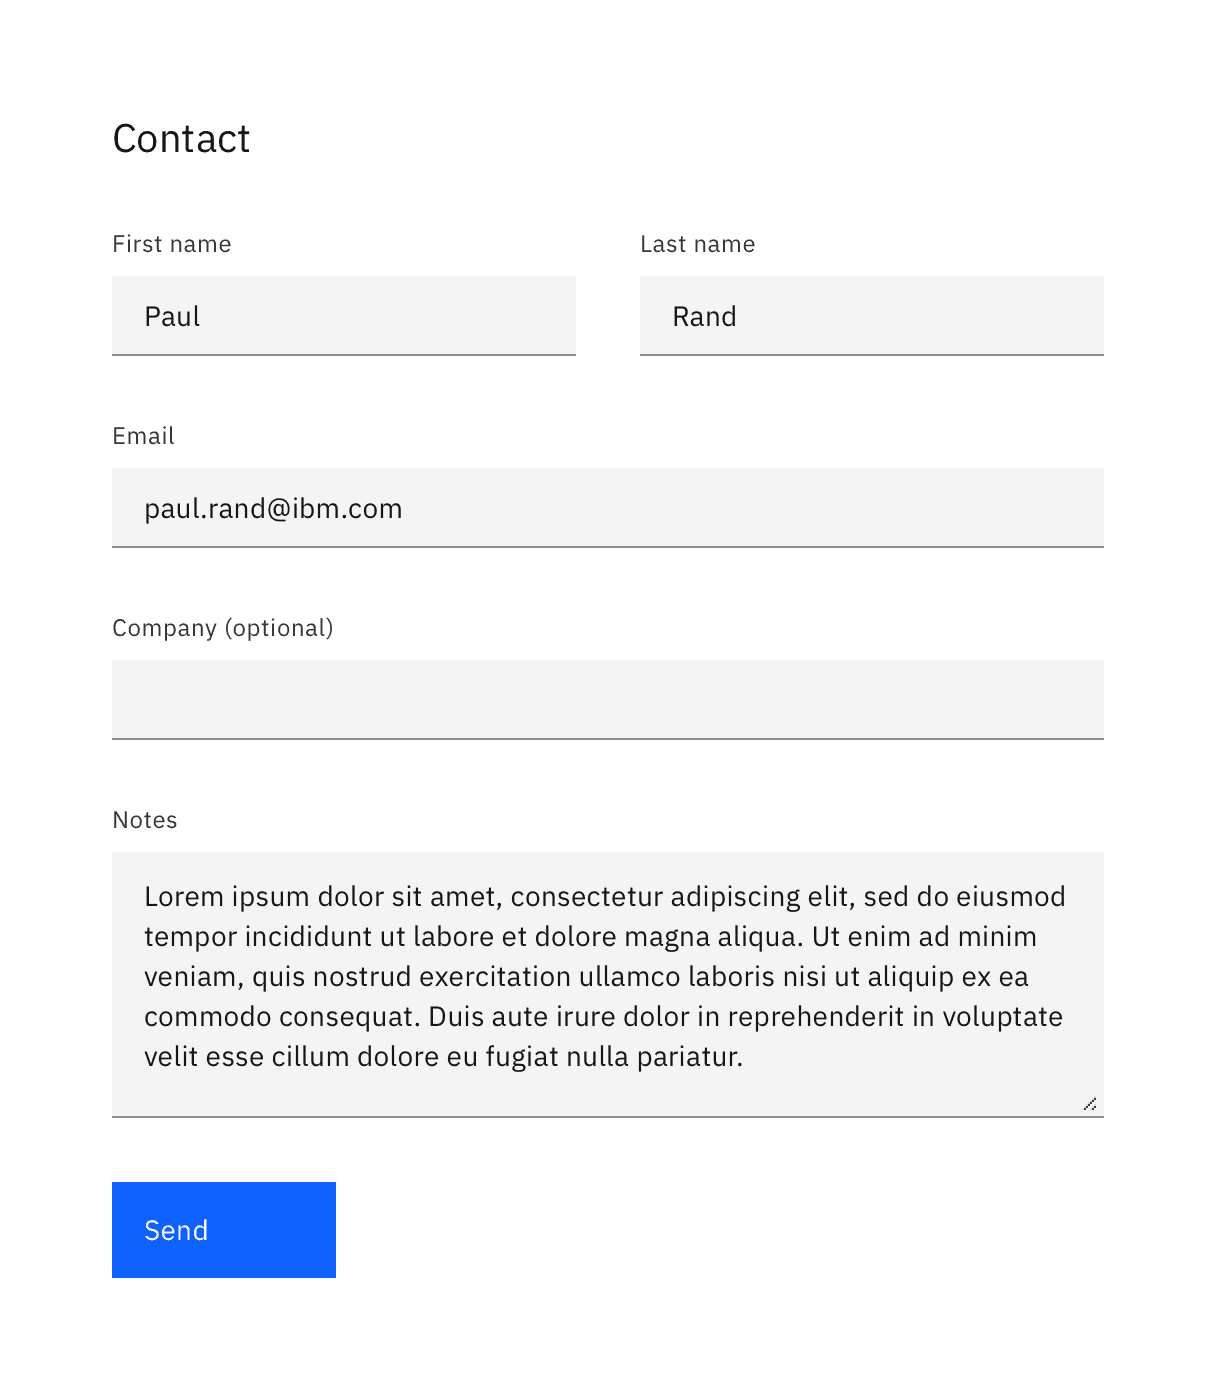 Contact
First name
Last name
Paul
Rand
Email
paul.rand@ibm.com
Company (optional)
Notes
Lorem ipsum dolor sit amet, consectetur adipiscing elit, sed do eiusmod
tempor incididunt ut labore et dolore magna aliqua. Ut enim ad minim
veniam, quis nostrud exercitation ullamco laboris nisi ut aliquip ex ea
commodo consequat. Duis aute irure dolor in reprehenderit in voluptate
velit esse cillum dolore eu fugiat nulla pariatur.
Send